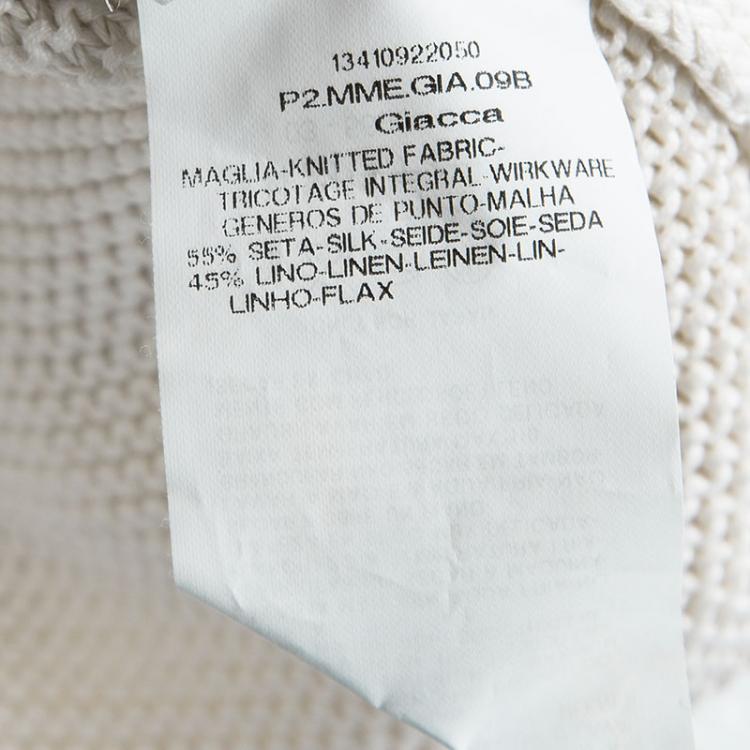 13410922050
P2.MME.GIA.09B
Giacca
MAGLIA-KNITTED FABRIC-
TRICOTAGE INTEGRAL-WIRKWARE
GENEROS DE PUNTO-MALHA
55% SETA-SILK-SEIDE-SOIE-SEDA
45% LINO-LINEN-LEINEN-LIN-
LINHO-FLAX